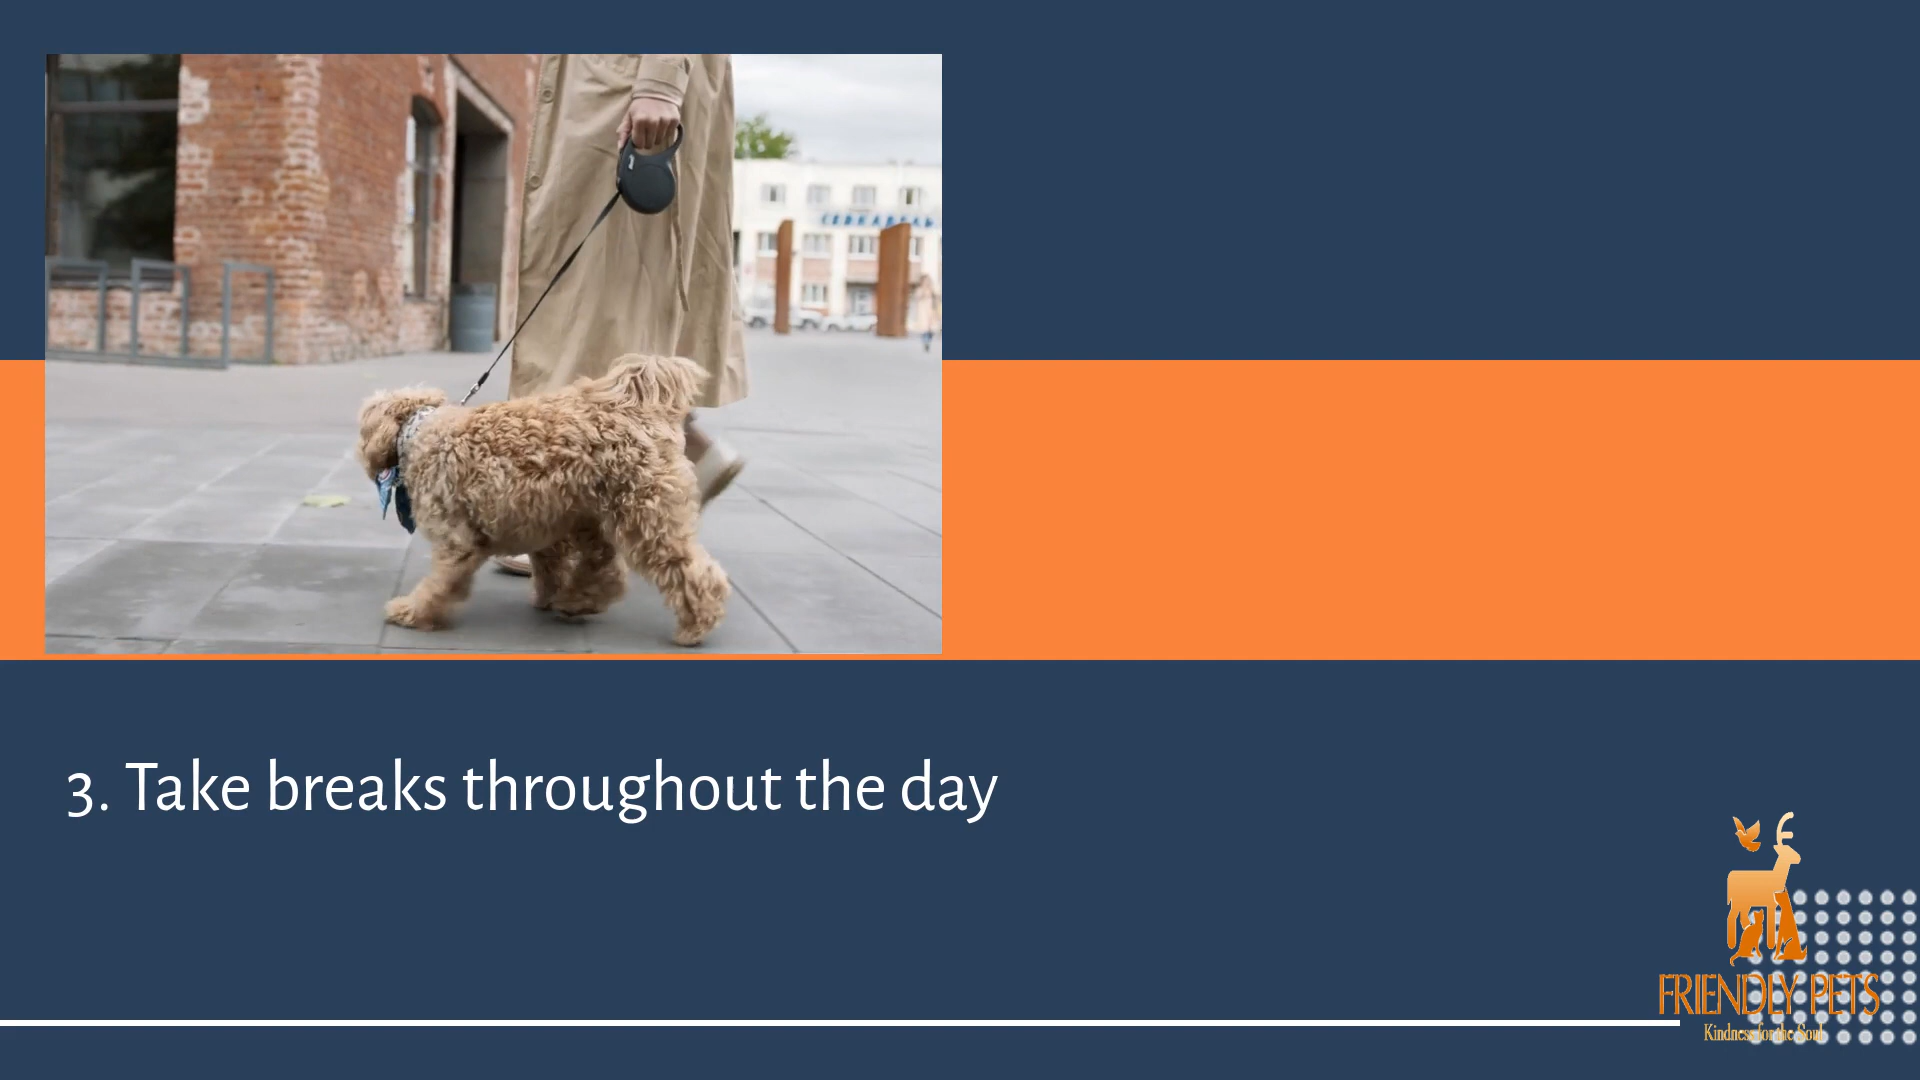 3. Take breaks throughout the day
FRIENDLY PETS
Kindness for the Soul